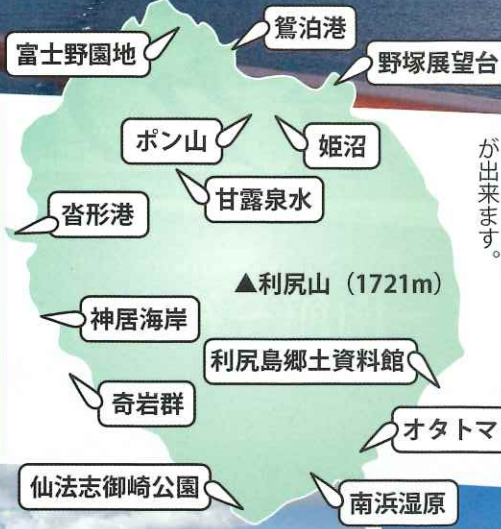 鴛泊港
富士野園地
野塚展望台
ポン山
姫沼
甘露泉水
沓形港
▲利尻山（1721m）
神居海岸
利尻島郷土資料館
奇岩群
オタトマ
仙法志御崎公園
南浜湿原
が出来ます。